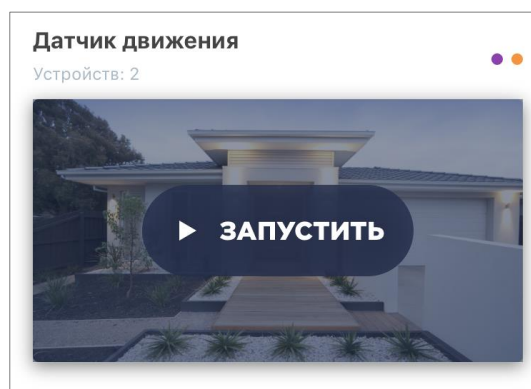 Датчик движения
Устройств: 2
ЗАПУСТИТЬ